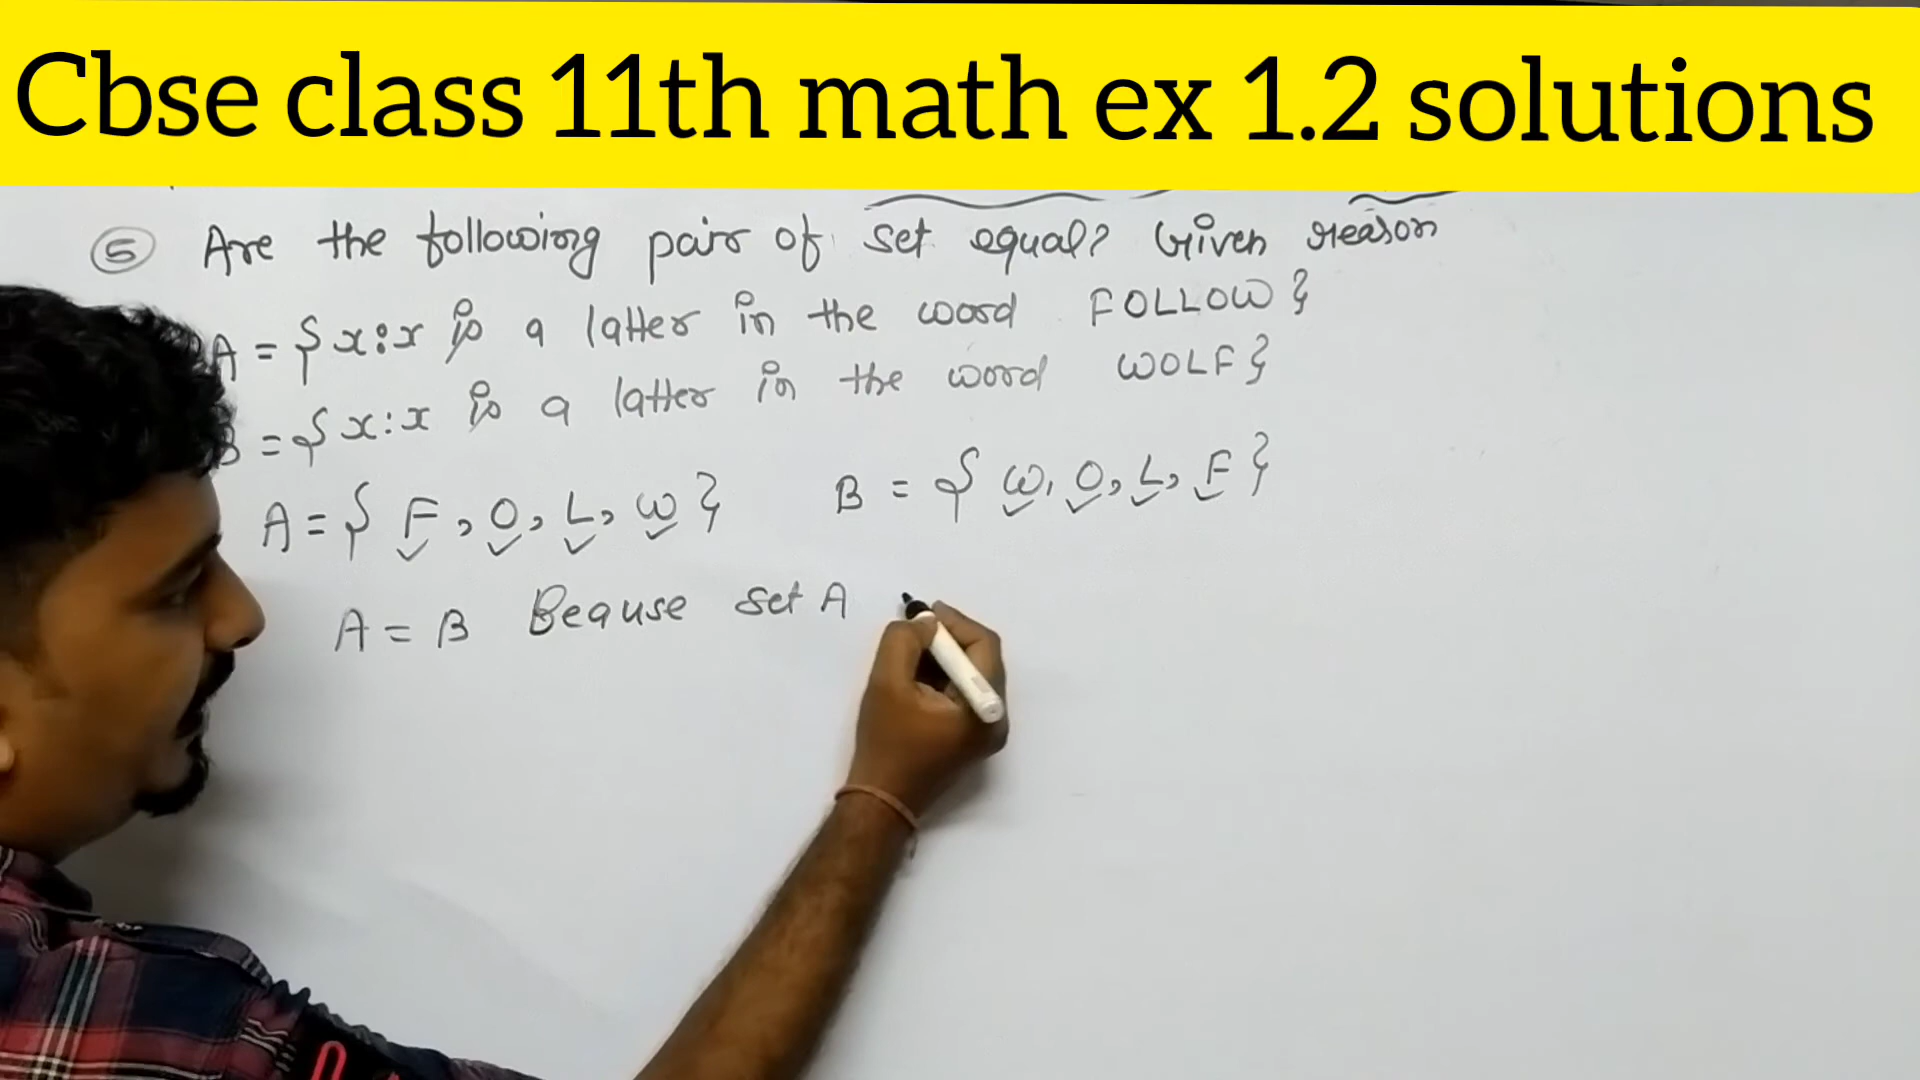 Cbse class 11th math ex 1.2 solutions
5 Are the following pair of set equal? Given reason
A = {x:x is a latter in the word FOLLOW}
B = {x:x is a latter in the word WOLF}
A = { F, O, L, W } B = { W, O, L, F }
A = B Beause set A